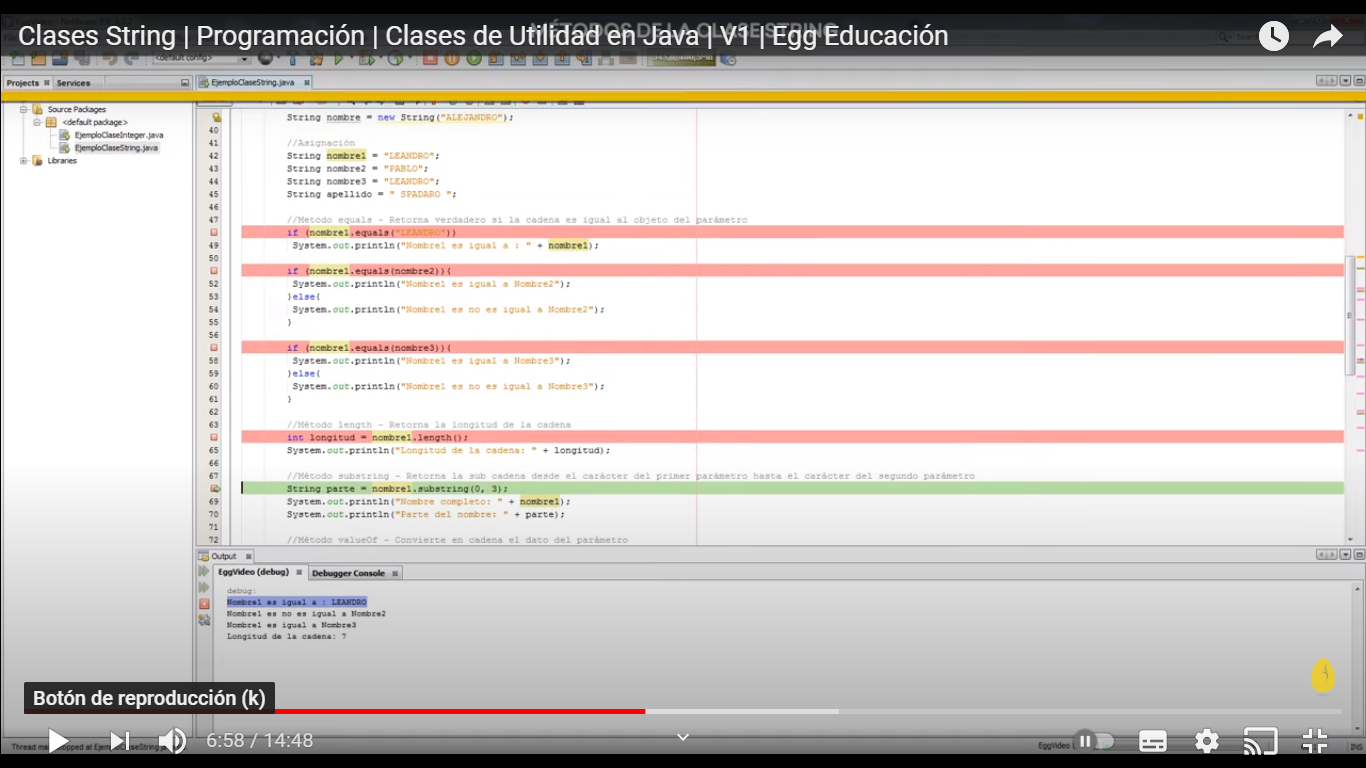 MÉTODOS DE LA CLASE STRING
Clases String | Programación | Clases de Utilidad en Java | V1 | Egg Educación
<default config>
Projects
Services
EjemploClaseString.java
Source Packages
<default package>
EjemploClaseInteger.java
EjemploClaseString.java
Libraries
String nombre = new String("ALEJANDRO");
40
41 //Asignación
42 String nombre1 = "LEANDRO";
43 String nombre2 = "PABLO";
44 String nombre3 = "LEANDRO";
45 String apellido = " SPADARO ";
46
47 //Metodo equals - Retorna verdadero si la cadena es igual al objeto del parámetro
if (nombre1.equals("LEANDRO"))
49 System.out.println("Nombre1 es igual a : " + nombre1);
50
if (nombre1.equals(nombre2)){
52 System.out.println("Nombre1 es igual a Nombre2");
53 }else{
54 System.out.println("Nombre1 es no es igual a Nombre2");
55 }
56
if (nombre1.equals(nombre3)){
58 System.out.println("Nombre1 es igual a Nombre3");
59 }else{
60 System.out.println("Nombre1 es no es igual a Nombre3");
61 }
62
63 //Método length - Retorna la longitud de la cadena
int longitud = nombre1.length();
65 System.out.println("Longitud de la cadena: " + longitud);
66
67 //Método substring - Retorna la sub cadena desde el carácter del primer parámetro hasta el carácter del segundo parámetro
String parte = nombre1.substring(0, 3);
69 System.out.println("Nombre completo: " + nombre1);
70 System.out.println("Parte del nombre: " + parte);
71
72 //Método valueOf - Convierte en cadena el dato del parámetro
Output
EggVideo (debug)
Debugger Console
debug:
Nombre1 es igual a : LEANDRO
Nombre1 es no es igual a Nombre2
Nombre1 es igual a Nombre3
Longitud de la cadena: 7
Botón de reproducción (k)
6:58 / 14:48
EggVideo
INS